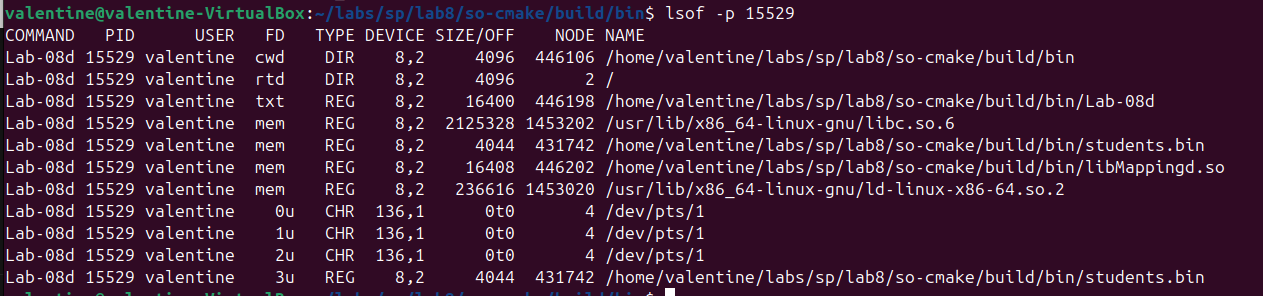 valentine@valentine-VirtualBox:~/labs/sp/lab8/so-cmake/build/bin$ lsof -p 15529
COMMAND PID USER FD TYPE DEVICE SIZE/OFF NODE NAME
Lab-08d 15529 valentine cwd DIR 8,2 4096 446106 /home/valentine/labs/sp/lab8/so-cmake/build/bin
Lab-08d 15529 valentine rtd DIR 8,2 4096 2 /
Lab-08d 15529 valentine txt REG 8,2 16400 446198 /home/valentine/labs/sp/lab8/so-cmake/build/bin/Lab-08d
Lab-08d 15529 valentine mem REG 8,2 2125328 1453202 /usr/lib/x86_64-linux-gnu/libc.so.6
Lab-08d 15529 valentine mem REG 8,2 4044 431742 /home/valentine/labs/sp/lab8/so-cmake/build/bin/students.bin
Lab-08d 15529 valentine mem REG 8,2 16408 446202 /home/valentine/labs/sp/lab8/so-cmake/build/bin/libMappingd.so
Lab-08d 15529 valentine mem REG 8,2 236616 1453020 /usr/lib/x86_64-linux-gnu/ld-linux-x86-64.so.2
Lab-08d 15529 valentine 0u CHR 136,1 0t0 4 /dev/pts/1
Lab-08d 15529 valentine 1u CHR 136,1 0t0 4 /dev/pts/1
Lab-08d 15529 valentine 2u CHR 136,1 0t0 4 /dev/pts/1
Lab-08d 15529 valentine 3u REG 8,2 4044 431742 /home/valentine/labs/sp/lab8/so-cmake/build/bin/students.bin
valentine@valentine-VirtualBox:~/labs/sp/lab8/so-cmake/build/bin$